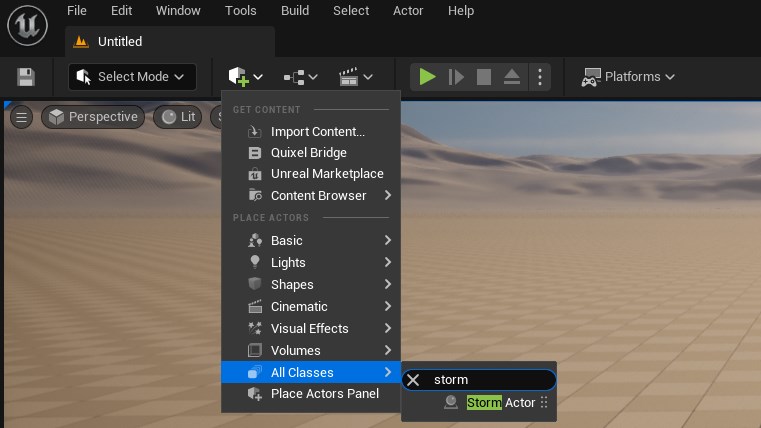 File Edit Window Tools Build Select Actor Help
Untitled
Select Mode Platforms
GET CONTENT
Perspective Lit
Import Content...
Quixel Bridge
Unreal Marketplace
Content Browser
PLACE ACTORS
Basic
Lights
Shapes
Cinematic
Visual Effects
Volumes
All Classes
storm
Place Actors Panel
Storm Actor